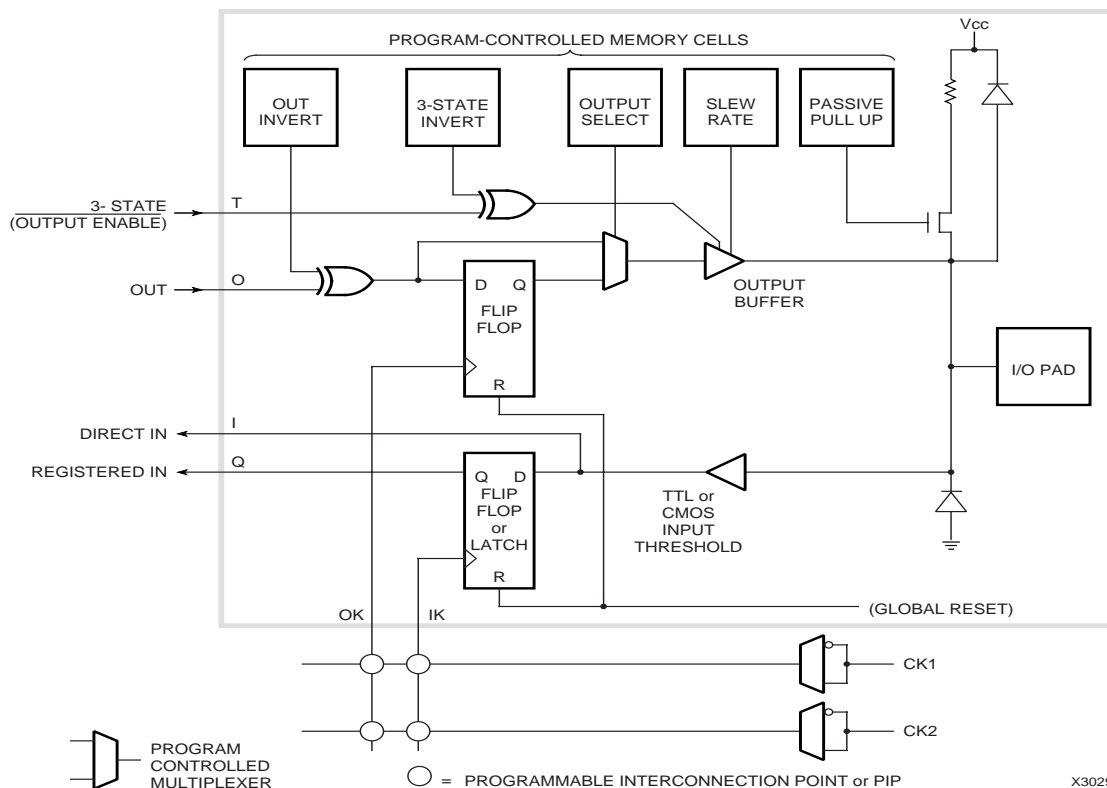 Vcc
PROGRAM-CONTROLLED MEMORY CELLS
OUT
INVERT
3-STATE
INVERT
OUTPUT
SELECT
SLEW
RATE
PASSIVE
PULL UP
3- STATE
(OUTPUT ENABLE)
T
OUT
O
D Q
FLIP
FLOP
R
OUTPUT
BUFFER
I/O PAD
DIRECT IN
I
REGISTERED IN
Q
Q D
FLIP
FLOP
or
LATCH
R
TTL or
CMOS
INPUT
THRESHOLD
(GLOBAL RESET)
OK
IK
CK1
CK2
PROGRAM
CONTROLLED
MULTIPLEXER
= PROGRAMMABLE INTERCONNECTION POINT or PIP
X3029